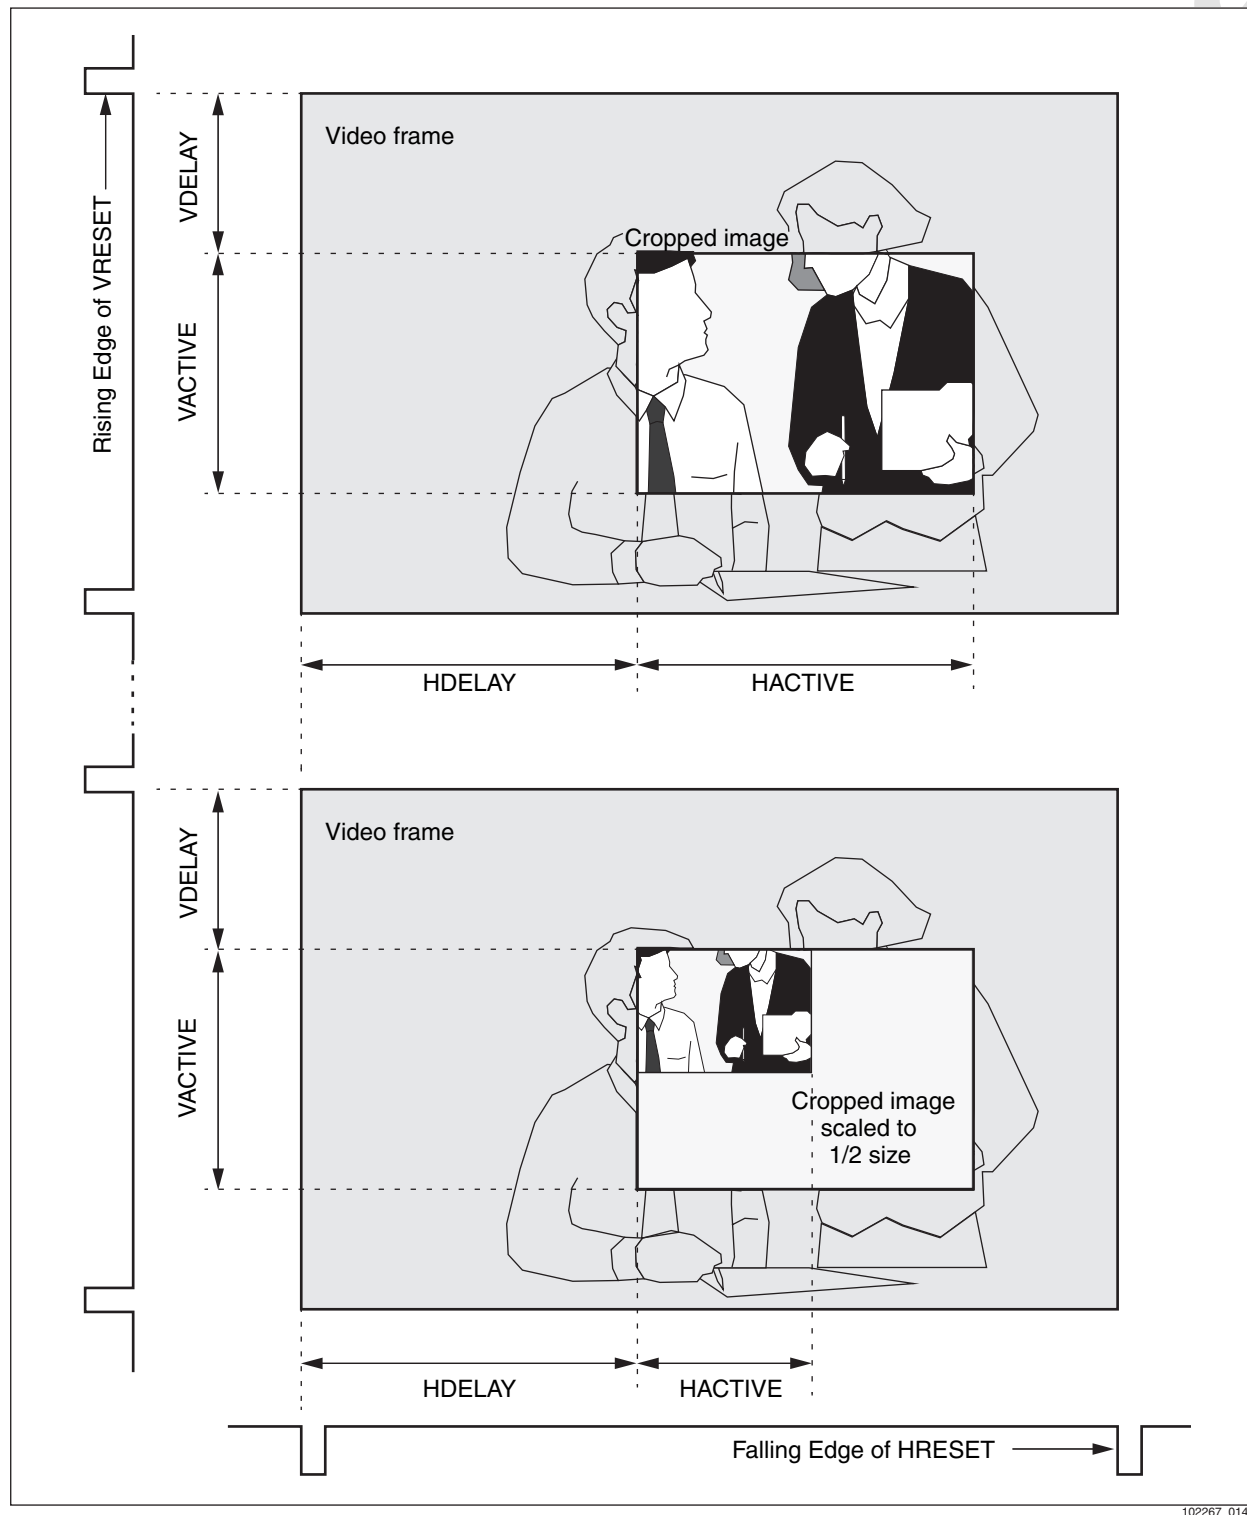 Video frame
VDELAY
Rising Edge of VRESET
Cropped image
VACTIVE
HDELAY
HACTIVE
Video frame
VDELAY
VACTIVE
Cropped image
scaled to
1/2 size
HDELAY
HACTIVE
Falling Edge of HRESET
102267_014